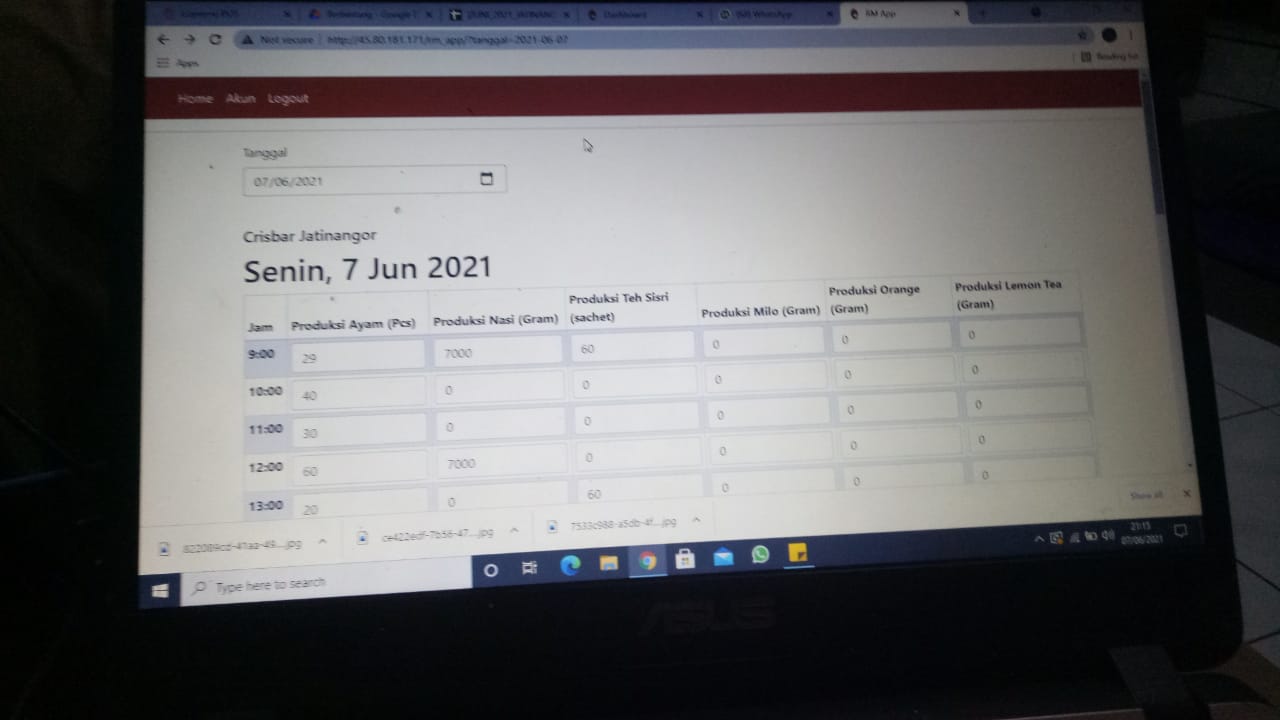 Dashboard
(50) WhatsApp
RM App
Not secure | http://45.80.181.171/rm_app/?tanggal=2021-06-07
Apps
Reading list
Home Akun Logout
Tanggal
07/06/2021
Crisbar Jatinangor
Senin, 7 Jun 2021
Jam Produksi Ayam (Pcs) Produksi Nasi (Gram) Produksi Teh Sisri (sachet) Produksi Milo (Gram) Produksi Orange (Gram) Produksi Lemon Tea (Gram)
9:00 29 7000 60 0 0 0
10:00 40 0 0 0 0 0
11:00 30 0 0 0 0 0
12:00 60 7000 0 0 0 0
13:00 20 0 60 0 0 0
Show all
822089cd-47aa-49....jpg ce422edf-7b56-47....jpg 7533c988-a5db-4f....jpg
Type here to search
21:15
07/06/2021
ASUS